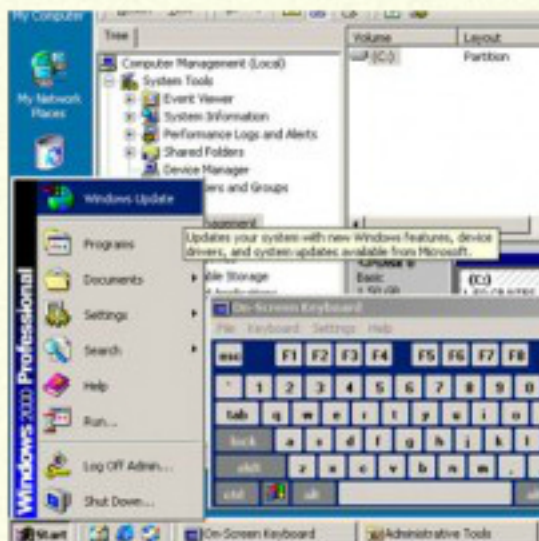 My Computer
My Network
Places
Tree
Computer Management (Local)
System Tools
Event Viewer
System Information
Performance Logs and Alerts
Shared Folders
Device Manager
Users and Groups
Volume Layout
(C:) Partition
Windows Update
Updates your system with new Windows features, device
drivers, and system updates available from Microsoft.
Programs
Documents
Settings
Search
Help
Run...
Log Off Admin...
Shut Down...
Windows 2000 Professional
Basic
(C:)
On-Screen Keyboard
File Keyboard Settings Help
esc F1 F2 F3 F4 F5 F6 F7 F8
` 1 2 3 4 5 6 7 8 9 0
tab q w e r t y u i o
lock a s d f g h j k l
shft z x c v b n m , .
ctrl alt
Start On-Screen Keyboard Administrative Tools